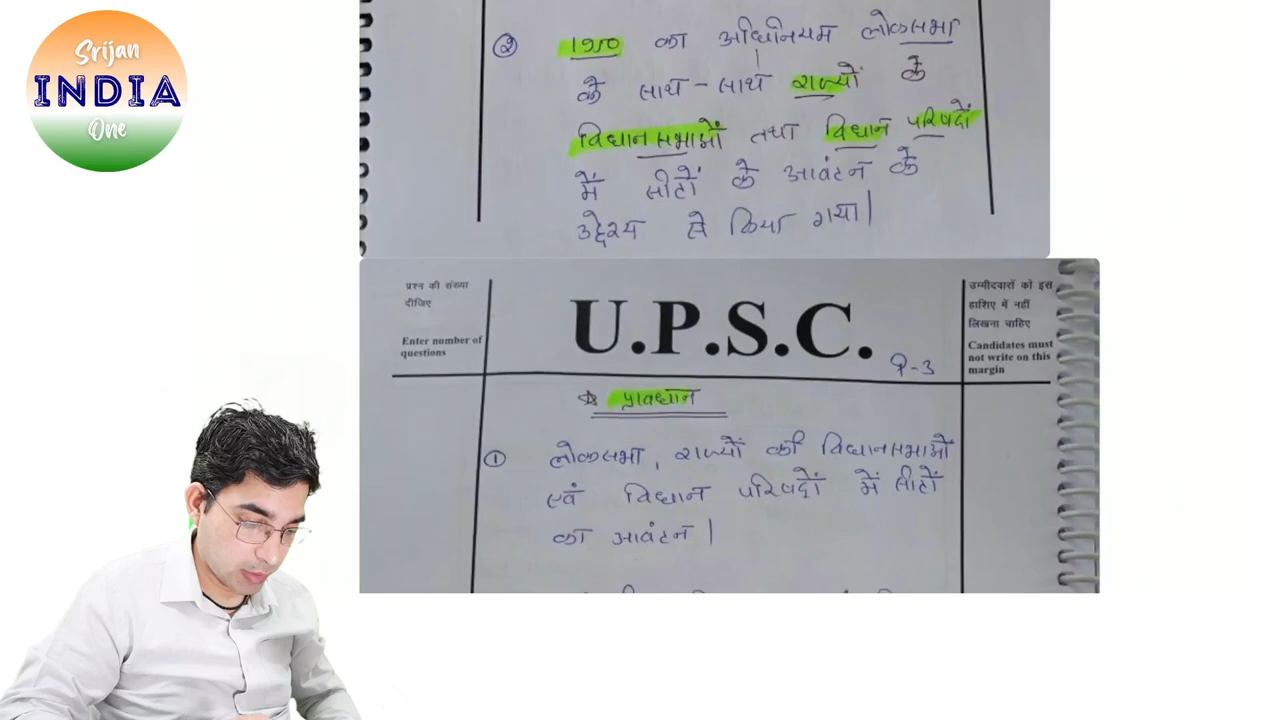 Srijan
INDIA
One
② 1950 का अधिनियम लोकसभा
के साथ-साथ राज्यों के
विधानसभाओं तथा विधान परिषदों
में सीटों के आवंटन के
उद्देश्य से किया गया।
प्रश्न की संख्या
दीजिए
Enter number of
questions
U.P.S.C.
P-3
उम्मीदवारों को इस
हाशिए में नहीं
लिखना चाहिए
Candidates must
not write on this
margin
☆ प्रावधान
① लोकसभा, राज्यों की विधानसभाओं
एवं विधान परिषदों में सीटों
का आवंटन।